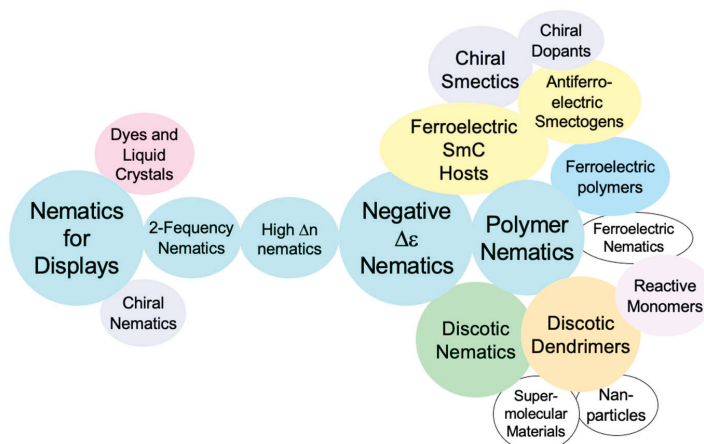 Chiral
Dopants
Chiral
Smectics
Antiferro-
electric
Smectogens
Dyes and
Liquid
Crystals
Ferroelectric
SmC
Hosts
Ferroelectric
polymers
Nematics
for
Displays
2-Fequency
Nematics
High Δn
nematics
Negative
Δε
Nematics
Polymer
Nematics
Ferroelectric
Nematics
Reactive
Monomers
Chiral
Nematics
Discotic
Nematics
Discotic
Dendrimers
Super-
molecular
Materials
Nan-
particles